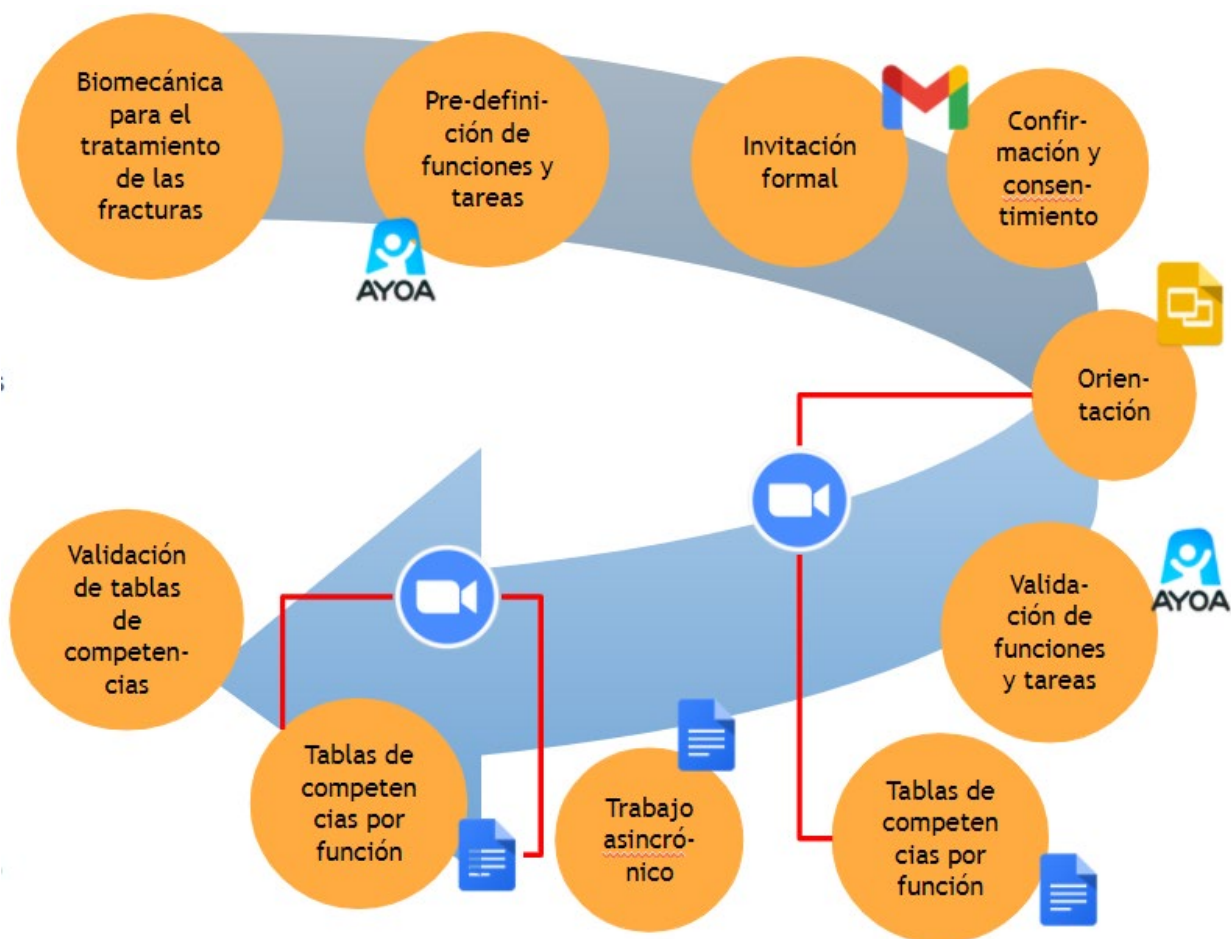 Biomecánica
para el
tratamiento
de las
fracturas
Pre-defini-
ción de
funciones y
tareas
AYOA
Invitación
formal
Confir-
mación y
consen-
timiento
Orien-
tación
Valida-
ción de
funciones
y tareas
AYOA
Tablas de
competen
cias por
función
Trabajo
asincró-
nico
Tablas de
competen
cias por
función
Validación
de tablas
de
competen-
cias